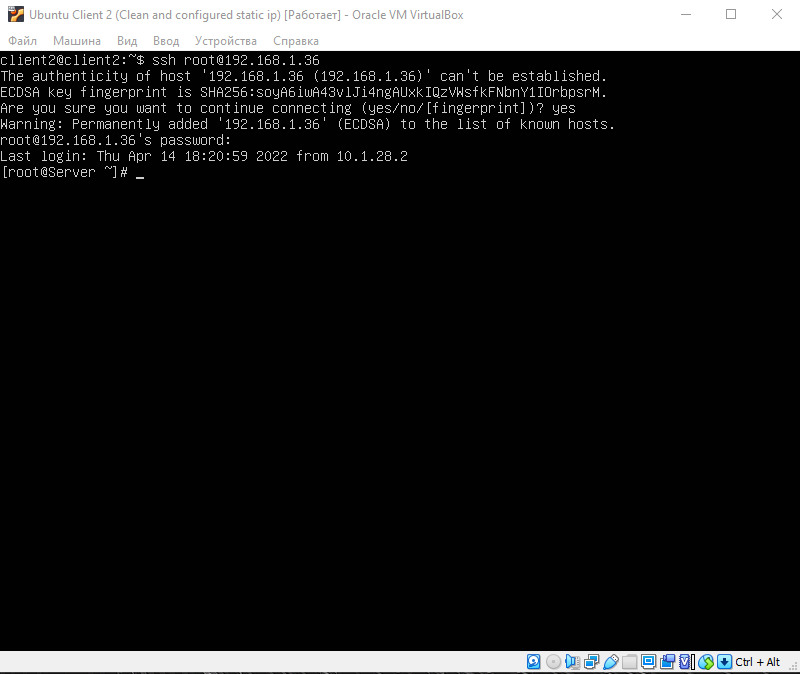 Ubuntu Client 2 (Clean and configured static ip) [Работает] - Oracle VM VirtualBox
Файл Машина Вид Ввод Устройства Справка
client2@client2:~$ ssh root@192.168.1.36
The authenticity of host '192.168.1.36 (192.168.1.36)' can't be established.
ECDSA key fingerprint is SHA256:soyA6iwA43vlJi4ngAUxkIQzVWsfkFNbnY1IOrbpsrM.
Are you sure you want to continue connecting (yes/no/[fingerprint])? yes
Warning: Permanently added '192.168.1.36' (ECDSA) to the list of known hosts.
root@192.168.1.36's password:
Last login: Thu Apr 14 18:20:59 2022 from 10.1.28.2
[root@Server ~]# _
Ctrl + Alt